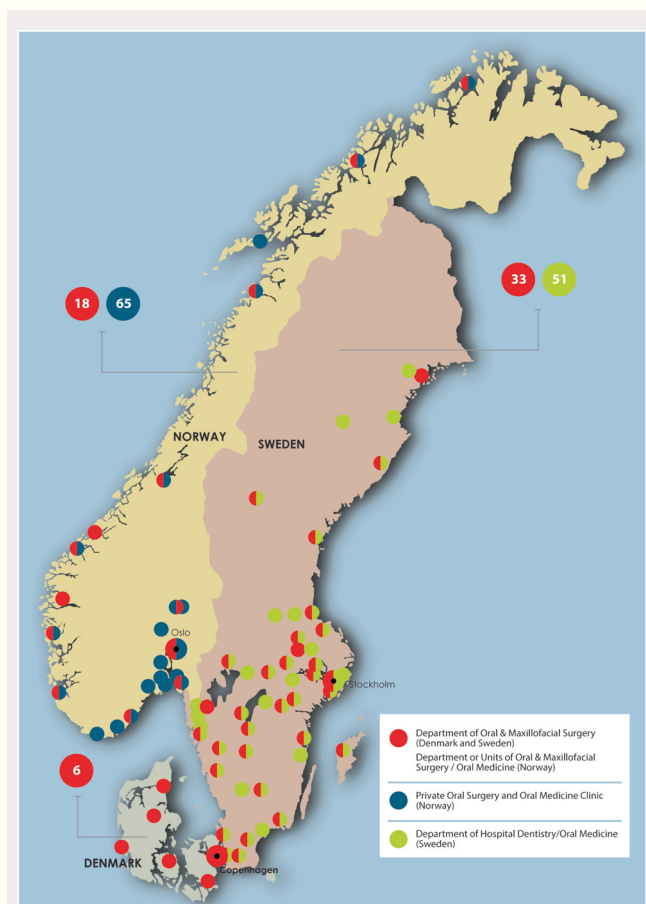 18 65
33 51
NORWAY
SWEDEN
Oslo
Stockholm
6
DENMARK
Copenhagen
Department of Oral & Maxillofacial Surgery
(Denmark and Sweden)
Department or Units of Oral & Maxillofacial
Surgery / Oral Medicine (Norway)
Private Oral Surgery and Oral Medicine Clinic
(Norway)
Department of Hospital Dentistry/Oral Medicine
(Sweden)